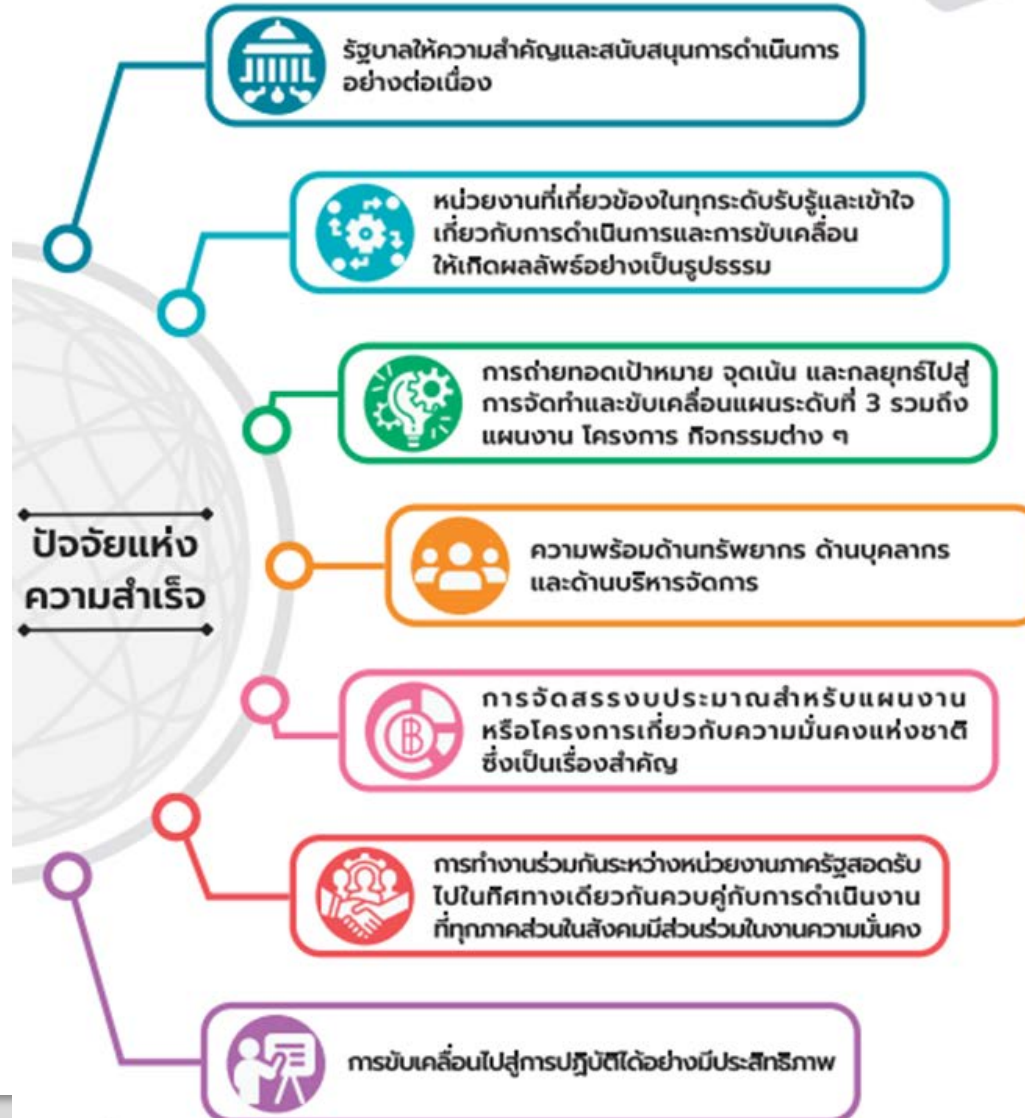 รัฐบาลให้ความสำคัญและสนับสนุนการดำเนินการ
อย่างต่อเนื่อง
หน่วยงานที่เกี่ยวข้องในทุกระดับรับรู้และเข้าใจ
เกี่ยวกับการดำเนินการและการขับเคลื่อน
ให้เกิดผลลัพธ์อย่างเป็นรูปธรรม
การถ่ายทอดเป้าหมาย จุดเน้น และกลยุทธ์ไปสู่
การจัดทำและขับเคลื่อนแผนระดับที่ 3 รวมถึง
แผนงาน โครงการ กิจกรรมต่าง ๆ
ปัจจัยแห่ง
ความสำเร็จ
ความพร้อมด้านทรัพยากร ด้านบุคลากร
และด้านบริหารจัดการ
การจัดสรรงบประมาณสำหรับแผนงาน
หรือโครงการเกี่ยวกับความมั่นคงแห่งชาติ
ซึ่งเป็นเรื่องสำคัญ
การทำงานร่วมกันระหว่างหน่วยงานภาครัฐสอดรับ
ไปในทิศทางเดียวกันควบคู่กับการดำเนินงาน
ที่ทุกภาคส่วนในสังคมมีส่วนร่วมในงานความมั่นคง
การขับเคลื่อนไปสู่การปฏิบัติได้อย่างมีประสิทธิภาพ